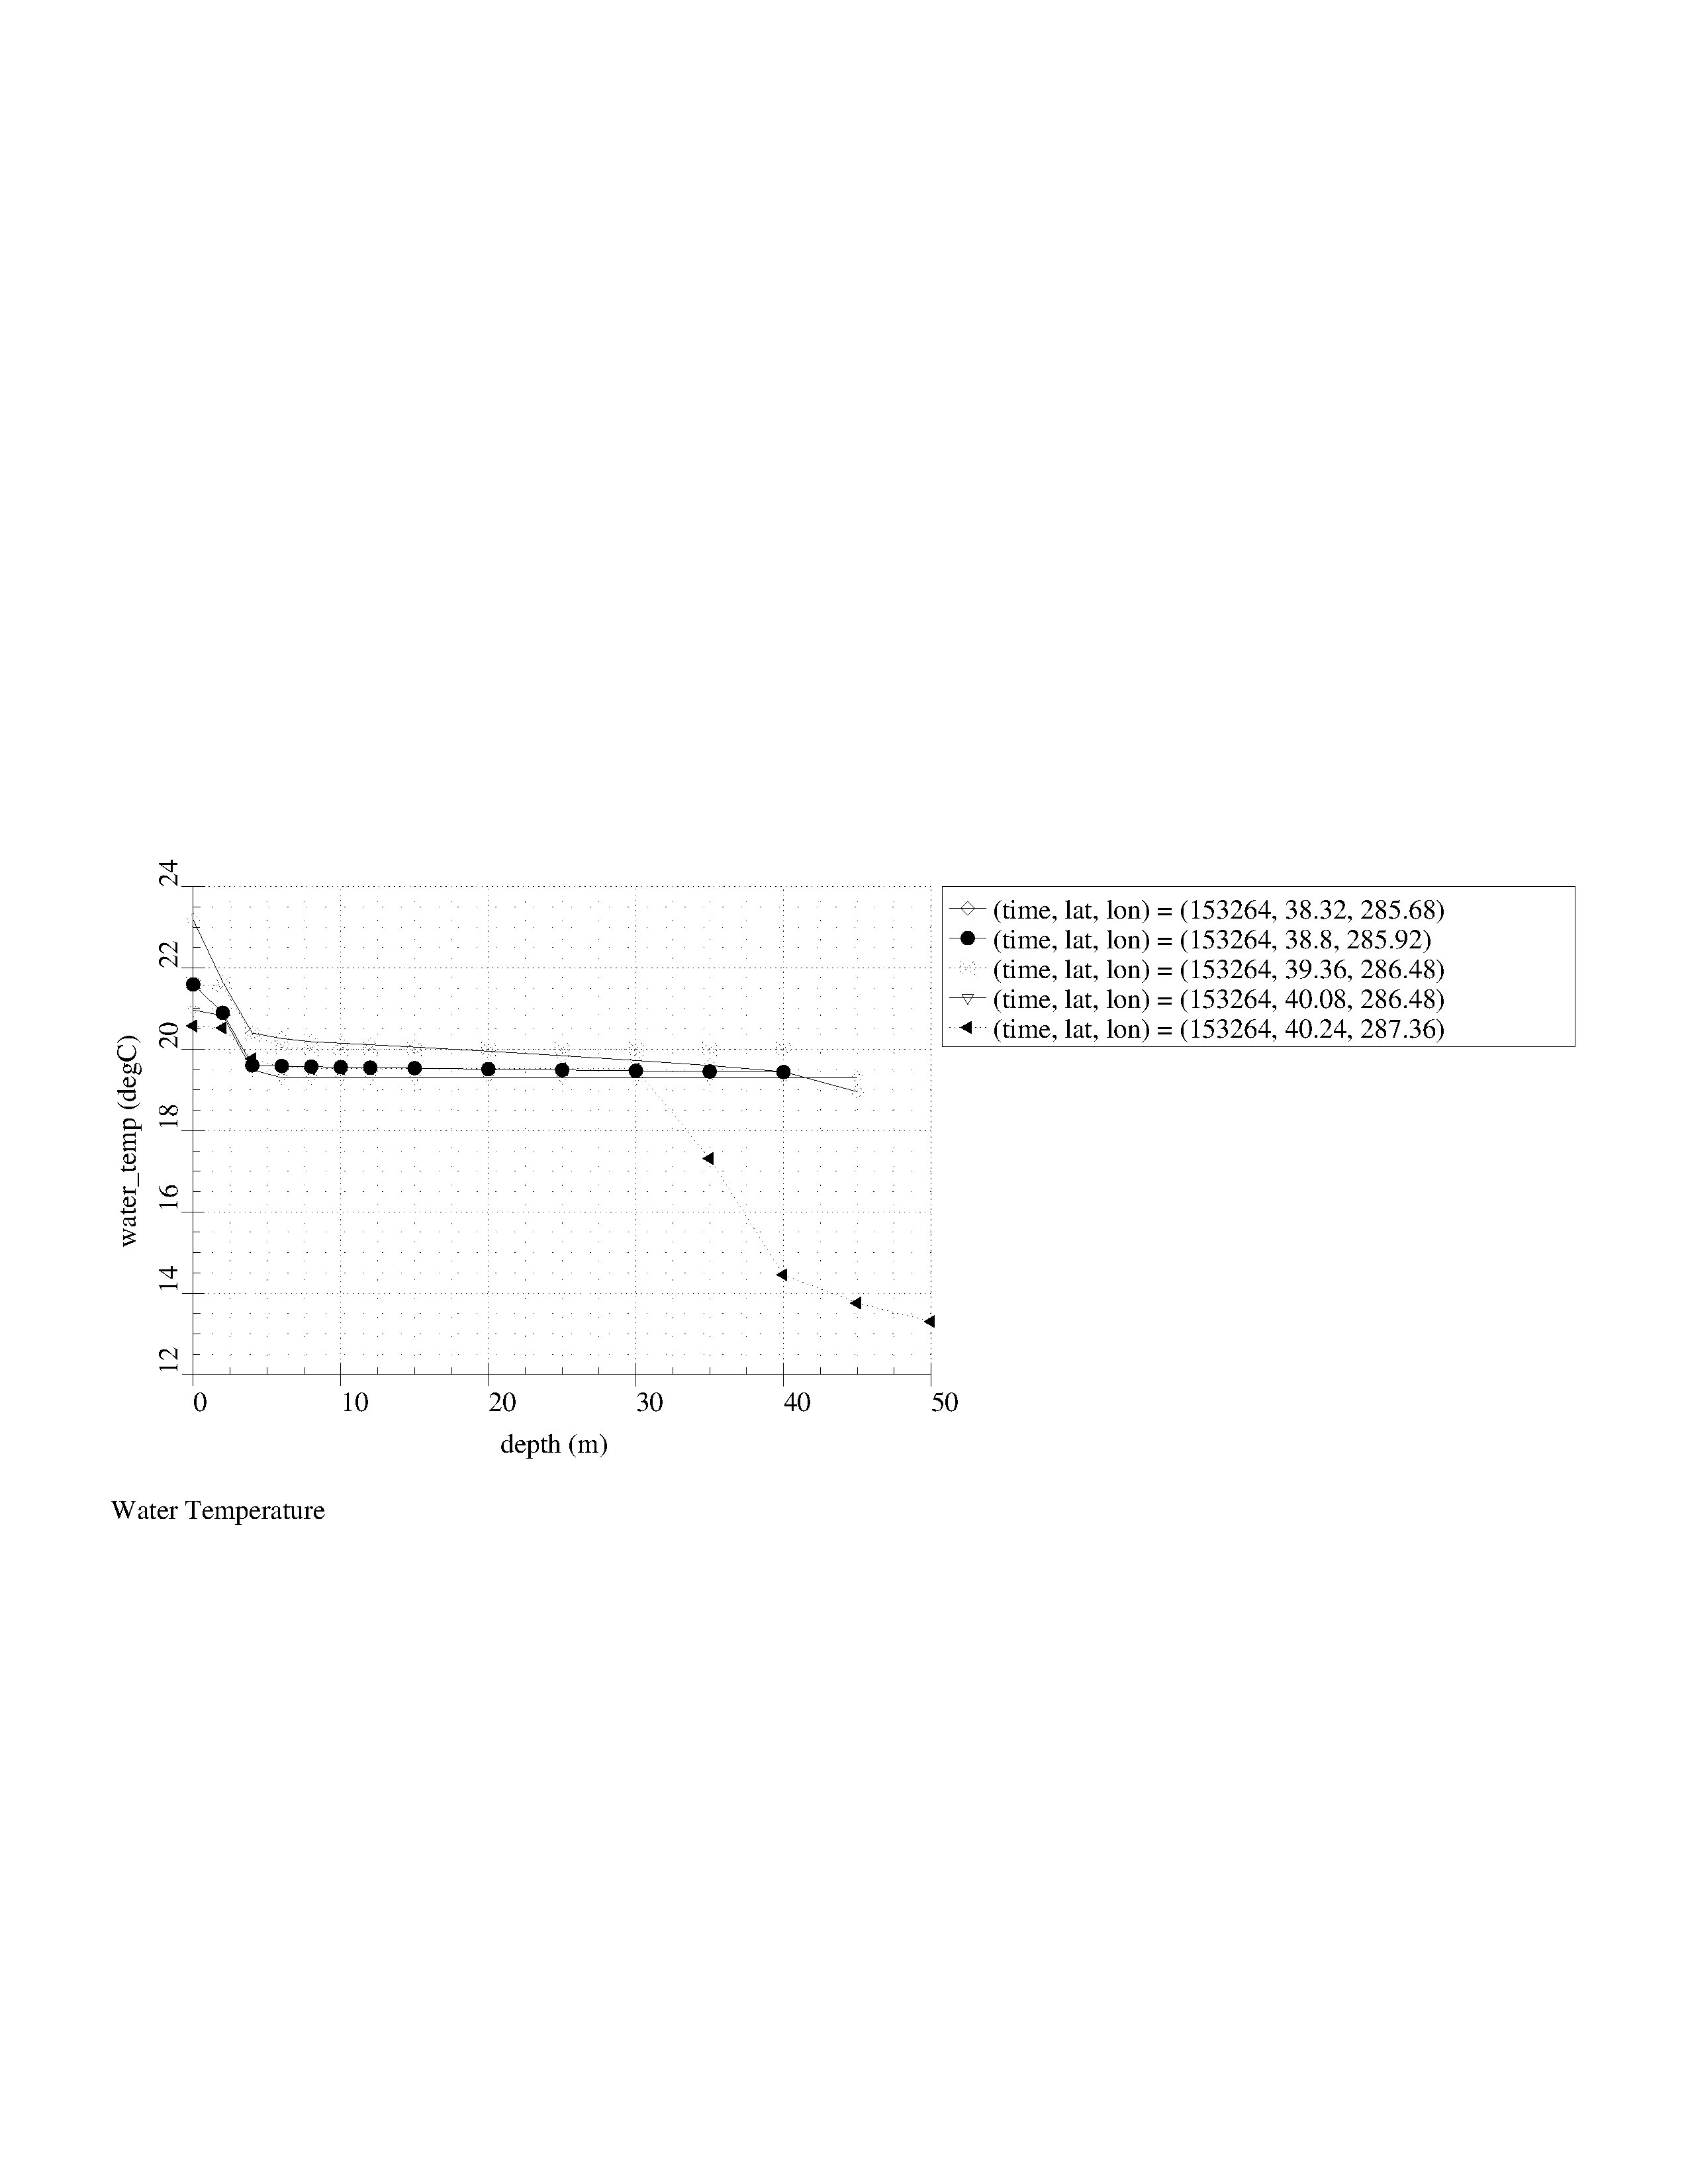 24
22
20
18
16
14
12
water_temp (degC)
0 10 20 30 40 50
depth (m)
(time, lat, lon) = (153264, 38.32, 285.68)
(time, lat, lon) = (153264, 38.8, 285.92)
(time, lat, lon) = (153264, 39.36, 286.48)
(time, lat, lon) = (153264, 40.08, 286.48)
(time, lat, lon) = (153264, 40.24, 287.36)
Water Temperature